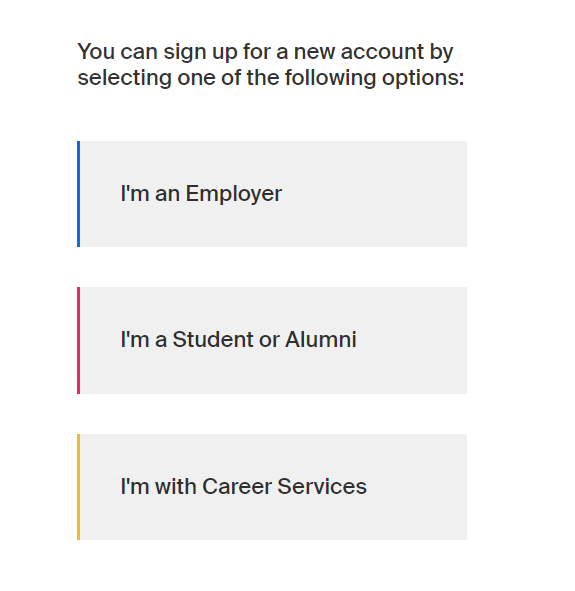 You can sign up for a new account by
selecting one of the following options:
I'm an Employer
I'm a Student or Alumni
I'm with Career Services